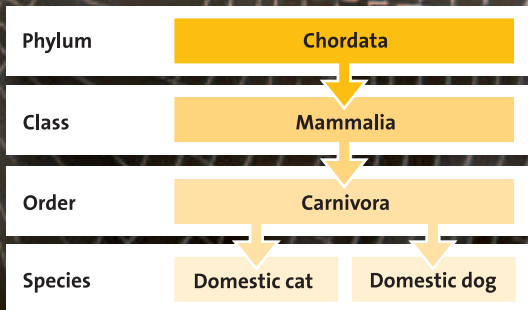 Phylum Chordata
Class Mammalia
Order Carnivora
Species Domestic cat Domestic dog